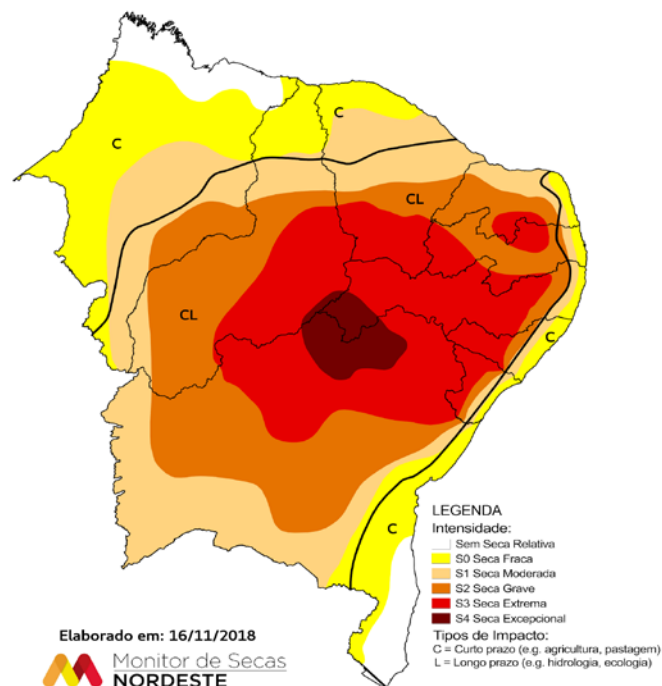 C
C
CL
CL
C
C
LEGENDA
Intensidade:
Sem Seca Relativa
S0 Seca Fraca
S1 Seca Moderada
S2 Seca Grave
S3 Seca Extrema
S4 Seca Excepcional
Tipos de Impacto:
C = Curto prazo (e.g. agricultura, pastagem)
L = Longo prazo (e.g. hidrologia, ecologia)
Elaborado em: 16/11/2018
Monitor de Secas
NORDESTE